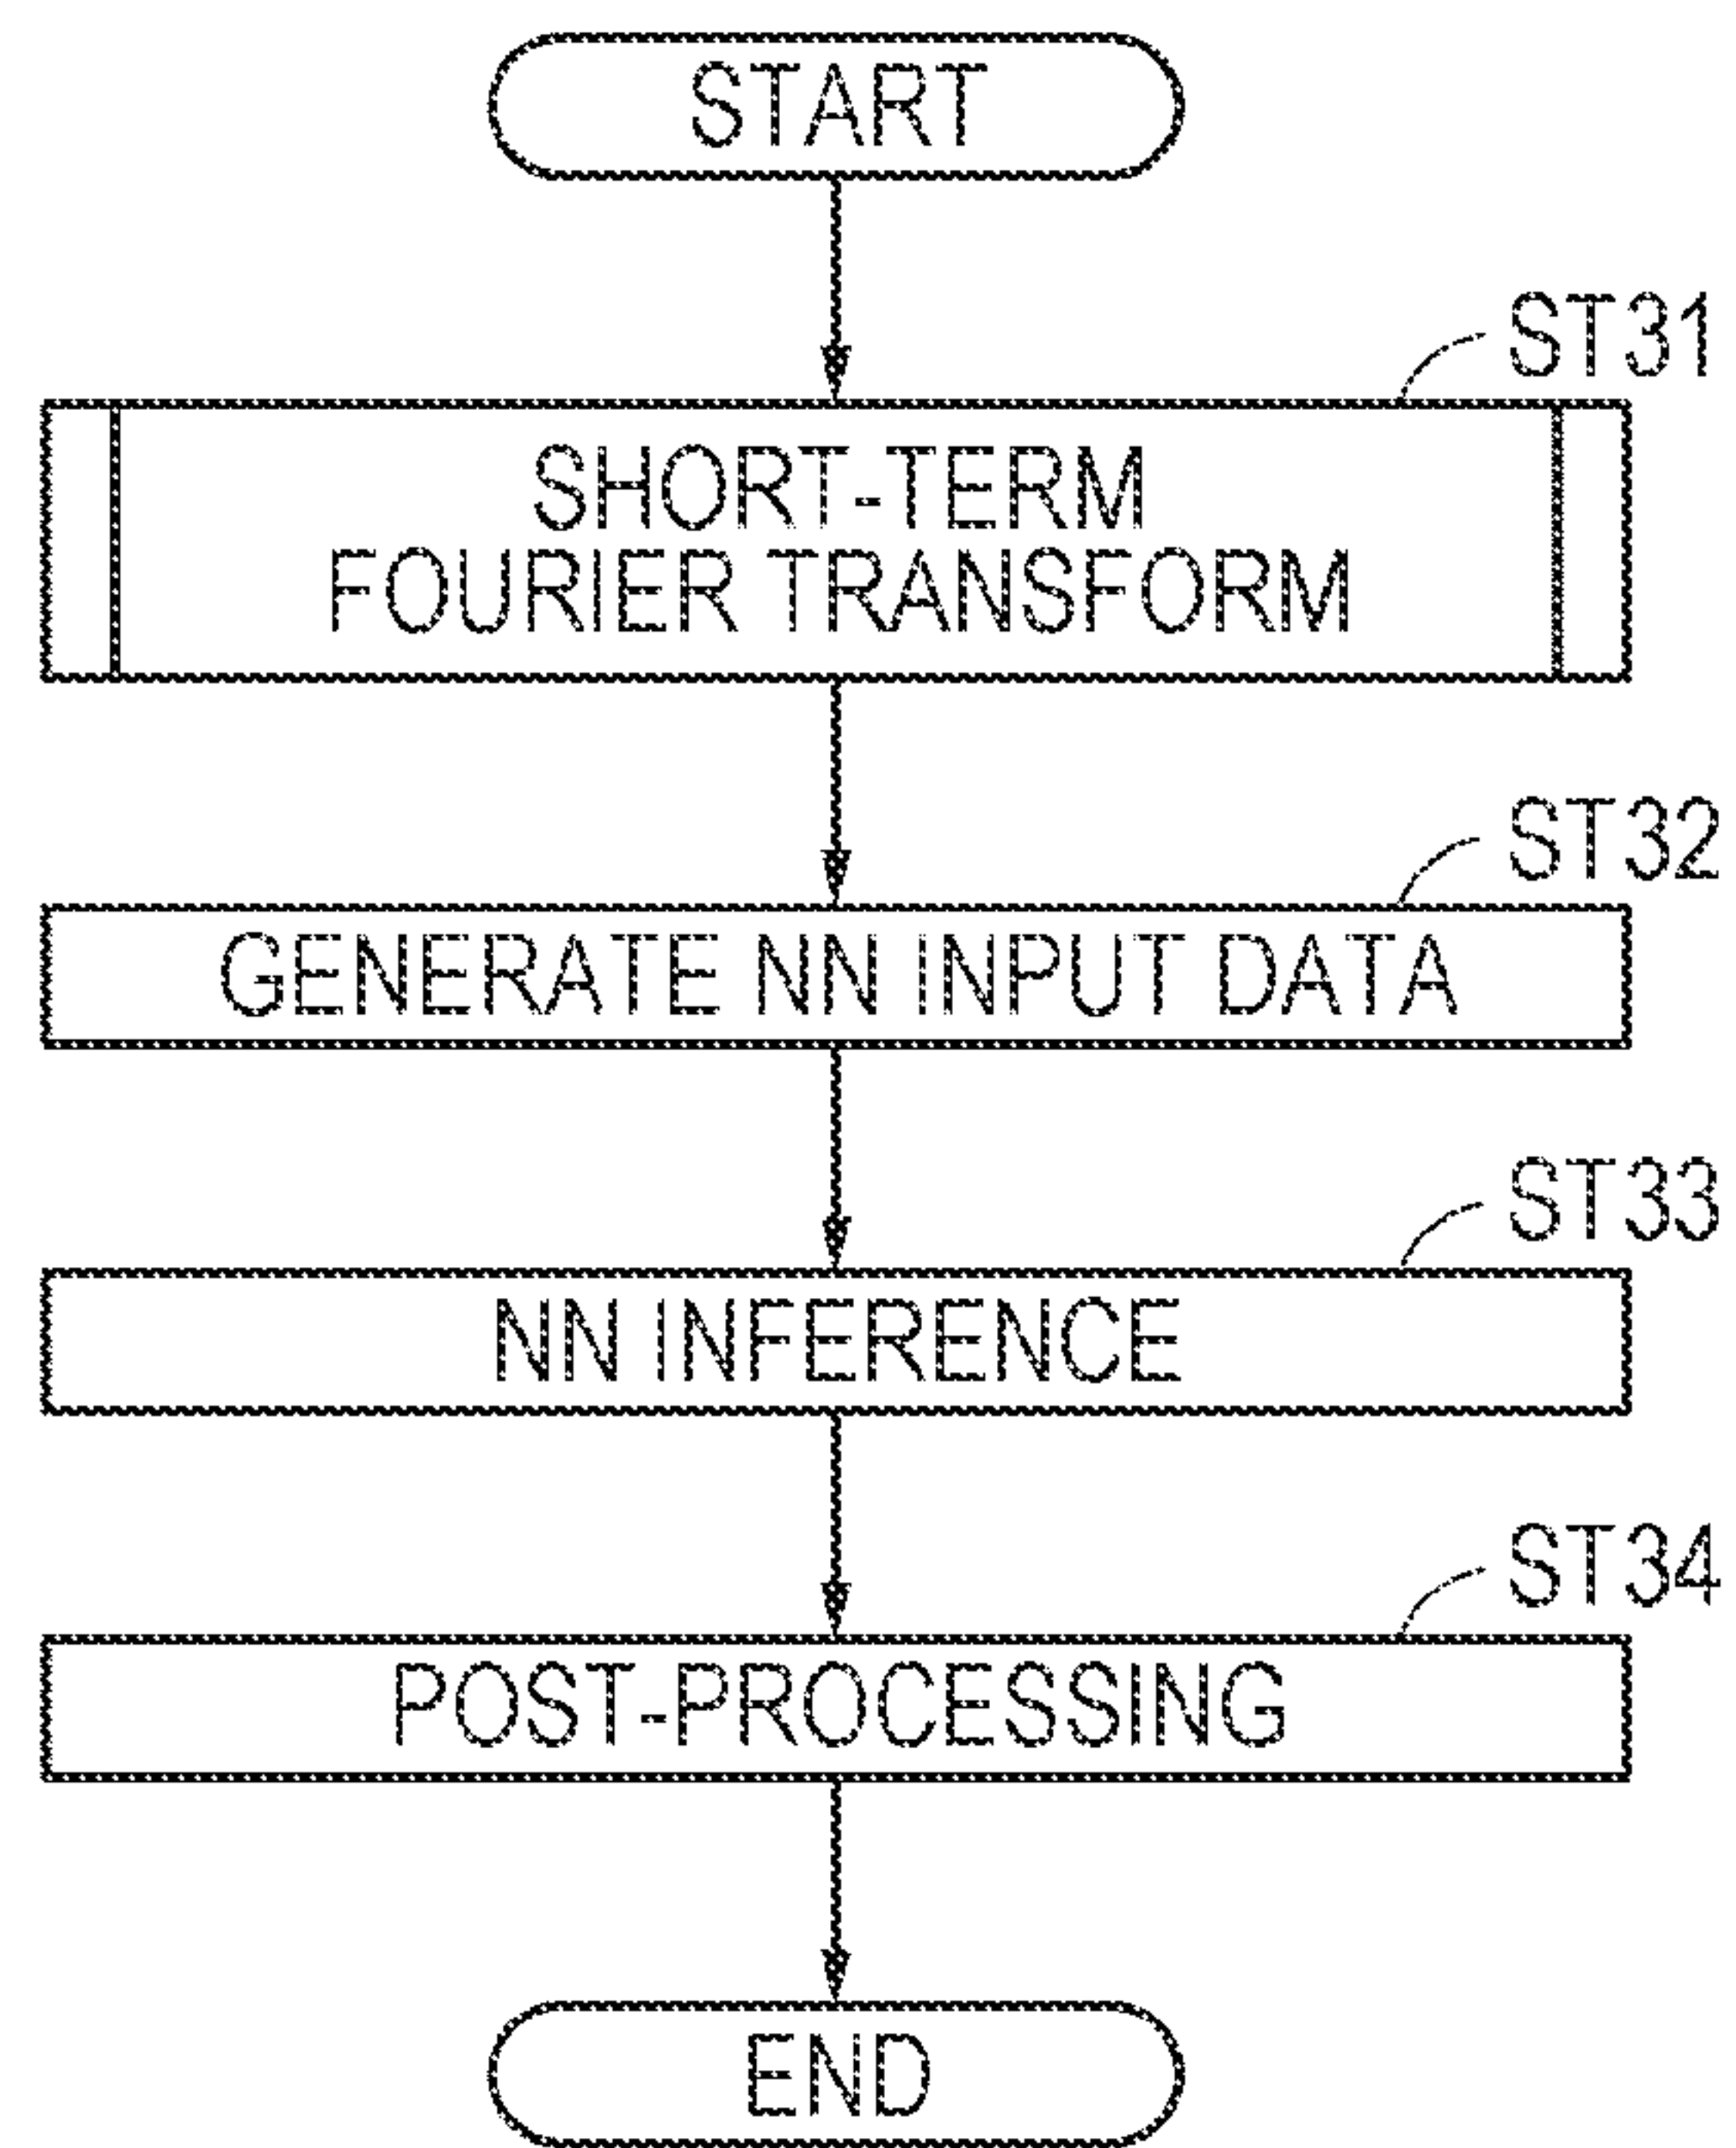 START
ST31
SHORT-TERM
FOURIER TRANSFORM
ST32
GENERATE NN INPUT DATA
ST33
NN INFERENCE
ST34
POST-PROCESSING
END